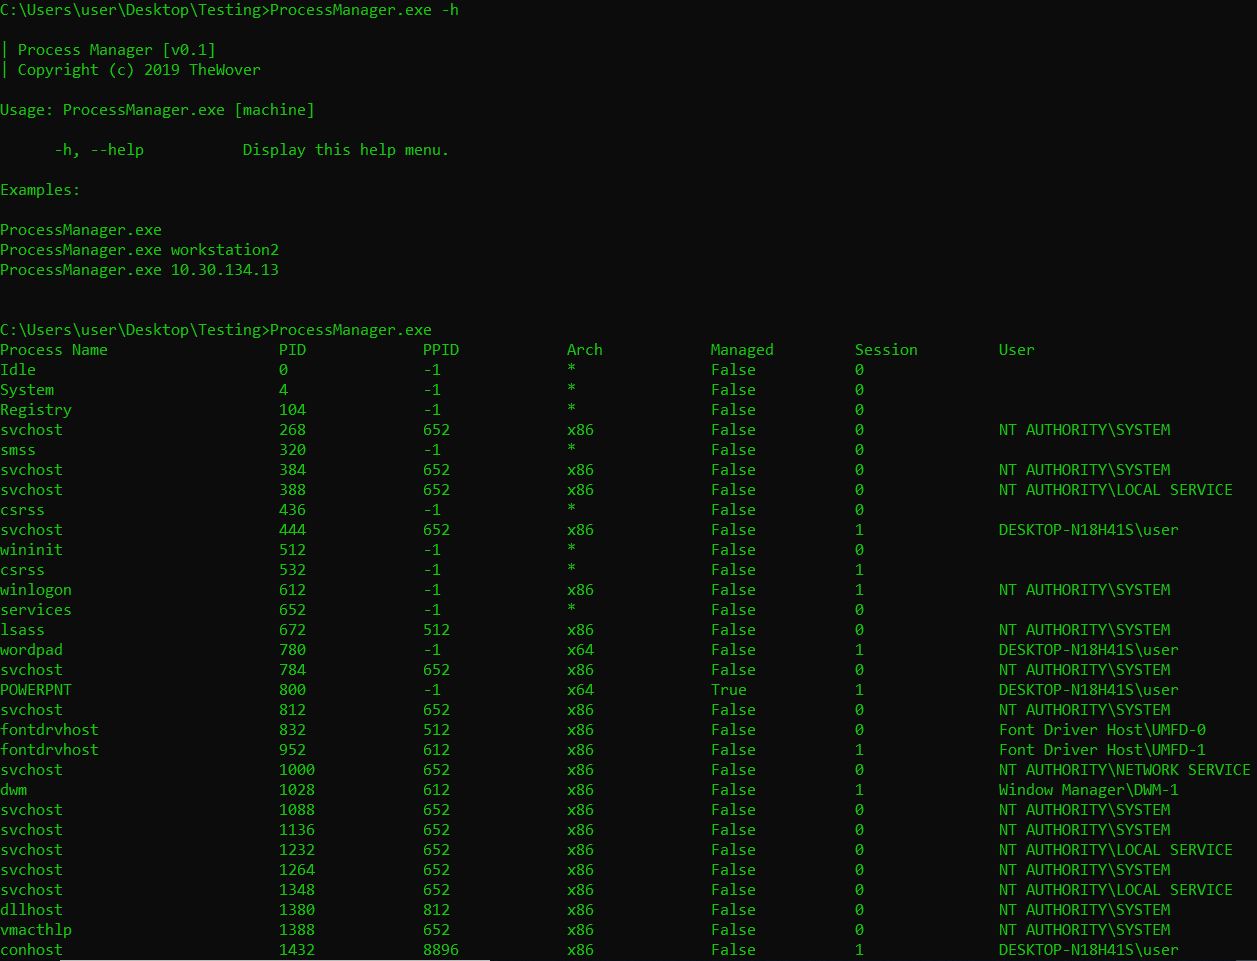 C:\Users\user\Desktop\Testing>ProcessManager.exe -h
| Process Manager [v0.1]
| Copyright (c) 2019 TheWover
Usage: ProcessManager.exe [machine]
-h, --help Display this help menu.
Examples:
ProcessManager.exe
ProcessManager.exe workstation2
ProcessManager.exe 10.30.134.13
C:\Users\user\Desktop\Testing>ProcessManager.exe
Process Name PID PPID Arch Managed Session User
Idle 0 -1 * False 0
System 4 -1 * False 0
Registry 104 -1 * False 0
svchost 268 652 x86 False 0 NT AUTHORITY\SYSTEM
smss 320 -1 * False 0
svchost 384 652 x86 False 0 NT AUTHORITY\SYSTEM
svchost 388 652 x86 False 0 NT AUTHORITY\LOCAL SERVICE
csrss 436 -1 * False 0
svchost 444 652 x86 False 1 DESKTOP-N18H41S\user
wininit 512 -1 * False 0
csrss 532 -1 * False 1
winlogon 612 -1 x86 False 1 NT AUTHORITY\SYSTEM
services 652 -1 * False 0
lsass 672 512 x86 False 0 NT AUTHORITY\SYSTEM
wordpad 780 -1 x64 False 1 DESKTOP-N18H41S\user
svchost 784 652 x86 False 0 NT AUTHORITY\SYSTEM
POWERPNT 800 -1 x64 True 1 DESKTOP-N18H41S\user
svchost 812 652 x86 False 0 NT AUTHORITY\SYSTEM
fontdrvhost 832 512 x86 False 0 Font Driver Host\UMFD-0
fontdrvhost 952 612 x86 False 1 Font Driver Host\UMFD-1
svchost 1000 652 x86 False 0 NT AUTHORITY\NETWORK SERVICE
dwm 1028 612 x86 False 1 Window Manager\DWM-1
svchost 1088 652 x86 False 0 NT AUTHORITY\SYSTEM
svchost 1136 652 x86 False 0 NT AUTHORITY\SYSTEM
svchost 1232 652 x86 False 0 NT AUTHORITY\LOCAL SERVICE
svchost 1264 652 x86 False 0 NT AUTHORITY\SYSTEM
svchost 1348 652 x86 False 0 NT AUTHORITY\LOCAL SERVICE
dllhost 1380 812 x86 False 0 NT AUTHORITY\SYSTEM
vmacthlp 1388 652 x86 False 0 NT AUTHORITY\SYSTEM
conhost 1432 8896 x86 False 1 DESKTOP-N18H41S\user